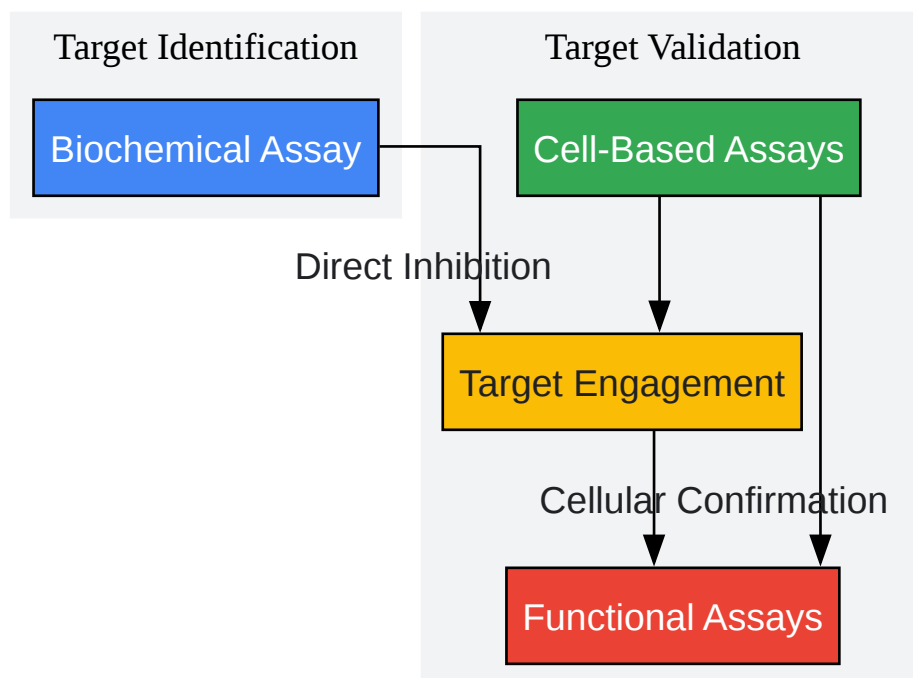 Target Identification
Target Validation
Biochemical Assay
Cell-Based Assays
Direct Inhibition
Target Engagement
Cellular Confirmation
Functional Assays